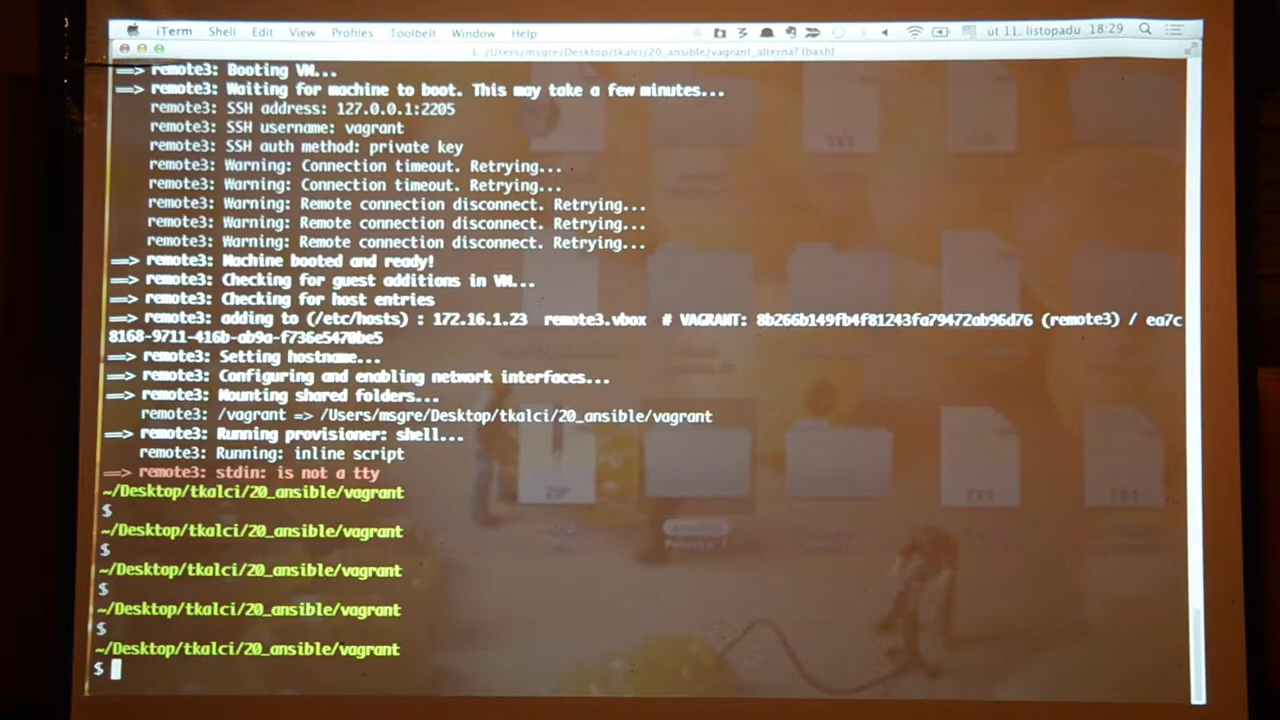 iTerm Shell Edit View Profiles Toolbelt Window Help út 11. listopadu 18:29
1. /Users/msgre/Desktop/tkalci/20_ansible/vagrant_alterna? (bash)
==> remote3: Booting VM...
==> remote3: Waiting for machine to boot. This may take a few minutes...
remote3: SSH address: 127.0.0.1:2205
remote3: SSH username: vagrant
remote3: SSH auth method: private key
remote3: Warning: Connection timeout. Retrying...
remote3: Warning: Connection timeout. Retrying...
remote3: Warning: Remote connection disconnect. Retrying...
remote3: Warning: Remote connection disconnect. Retrying...
remote3: Warning: Remote connection disconnect. Retrying...
==> remote3: Machine booted and ready!
==> remote3: Checking for guest additions in VM...
==> remote3: Checking for host entries
==> remote3: adding to (/etc/hosts) : 172.16.1.23 remote3.vbox # VAGRANT: 8b266b149fb4f81243fa79472ab96d76 (remote3) / ea7c
8168-9711-416b-ab9a-f736e5470be5
==> remote3: Setting hostname...
==> remote3: Configuring and enabling network interfaces...
==> remote3: Mounting shared folders...
remote3: /vagrant => /Users/msgre/Desktop/tkalci/20_ansible/vagrant
==> remote3: Running provisioner: shell...
remote3: Running: inline script
==> remote3: stdin: is not a tty
~/Desktop/tkalci/20_ansible/vagrant
$
~/Desktop/tkalci/20_ansible/vagrant
$
~/Desktop/tkalci/20_ansible/vagrant
$
~/Desktop/tkalci/20_ansible/vagrant
$
~/Desktop/tkalci/20_ansible/vagrant
$